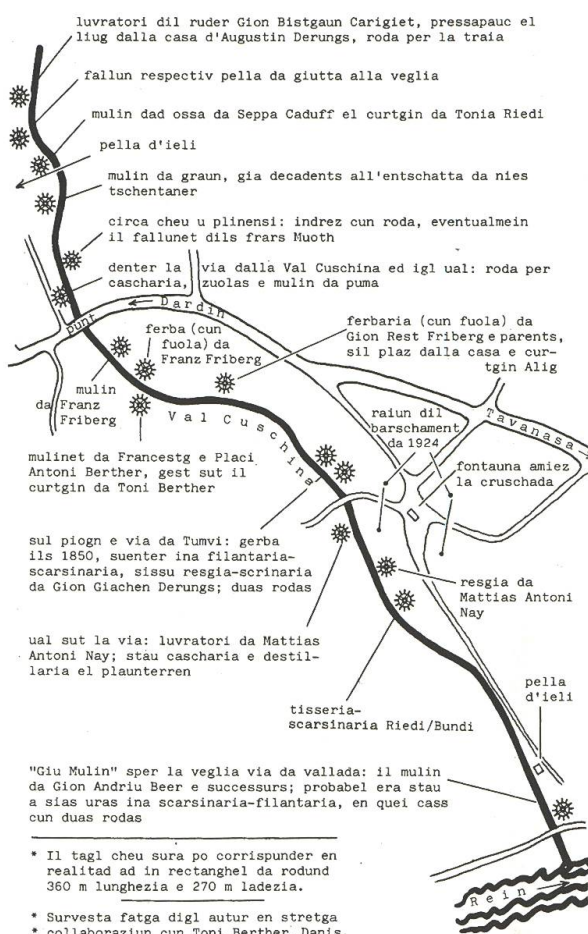 luvratori dil ruder Gion Bistgaun Carigiet, pressapauc el
liug dalla casa d'Augustin Derungs, roda per la traia
fallun respectiv pella da giutta alla veglia
mulin dad ossa da Seppa Caduff el curtgin da Tonia Riedi
pella d'ieli
mulin da graun, gia decadents all'entschatta da nies
tschentaner
circa cheu u plinensi: indrez cun roda, eventualmein
il fallunet dils frars Muoth
denter la via dalla Val Cuschina ed igl ual: roda per
cascharia, zuolas e mulin da puma
Dardin
punt
ferba (cun
fuola) da
Franz Friberg
ferbaria (cun fuola) da
Gion Rest Friberg e parents,
sil plaz dalla casa e cur-
tgin Alig
mulin
da Franz
Friberg
Val Cuschina
raiun dil
barschament
da 1924
Tavanasa
fontauna amiez
la cruschada
mulinet da Francestg e Placi
Antoni Berther, gest sut il
curtgin da Toni Berther
sul piogn e via da Tumvi: gerba
ils 1850, suenter ina filantaria-
scarsinaria, sissu resgia-scrinaria
da Gion Giachen Derungs; duas rodas
resgia da
Mattias Antoni
Nay
ual sut la via: luvratori da Mattias
Antoni Nay; stau cascharia e destil-
laria el plaunterren
tisseria-
scarsinaria Riedi/Bundi
pella
d'ieli
"Giu Mulin" sper la veglia via da vallada: il mulin
da Gion Andriu Beer e successurs; probabel era stau
a sias uras ina scarsinaria-filantaria, en quei cass
cun duas rodas
* Il tagl cheu sura po corrispunder en
realitad ad in rectanghel da rodund
360 m lunghezia e 270 m ladezia.
Rein
* Survesta fatga digl autur en stretga
* collaboraziun cun Toni Berther, Danis